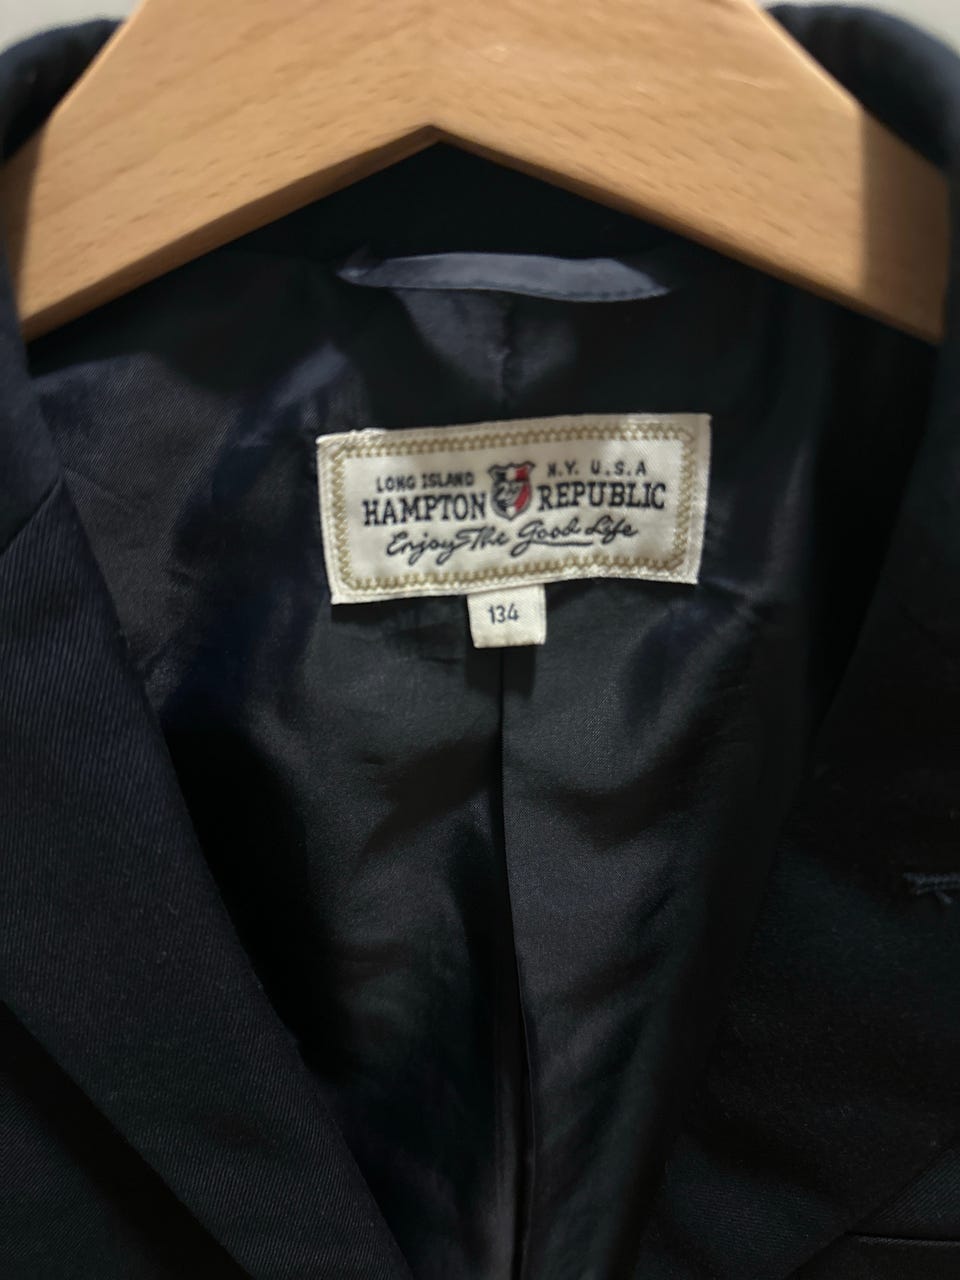 LONG ISLAND N.Y. U.S.A
HAMPTON REPUBLIC
Enjoy The Good Life
134